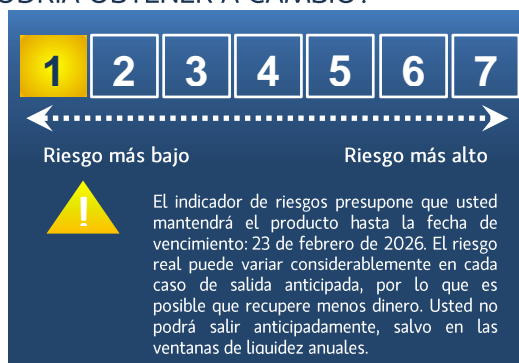 ODRÍA OBTENER A CAMBIO?
1 2 3 4 5 6 7
Riesgo más bajo Riesgo más alto
!
El indicador de riesgos presupone que usted
mantendrá el producto hasta la fecha de
vencimiento: 23 de febrero de 2026. El riesgo
real puede variar considerablemente en cada
caso de salida anticipada, por lo que es
posible que recupere menos dinero. Usted no
podrá salir anticipadamente, salvo en las
ventanas de liquidez anuales.